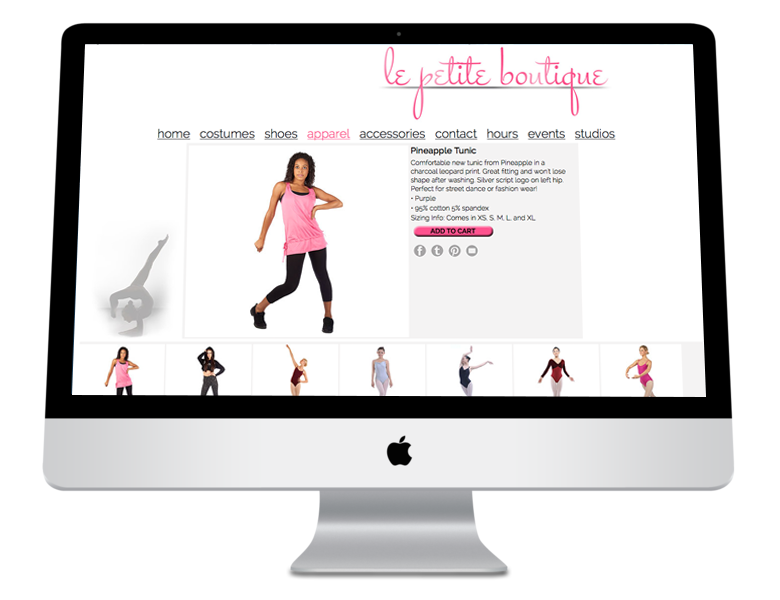 le petite boutique
home costumes shoes apparel accessories contact hours events studios
Pineapple Tunic
Comfortable new tunic from Pineapple in a
charcoal leopard print. Great fitting and won't lose
shape after washing. Silver script logo on left hip.
Perfect for street dance or fashion wear!
• Purple
• 95% cotton 5% spandex
Sizing Info: Comes in XS, S, M, L, and XL
ADD TO CART